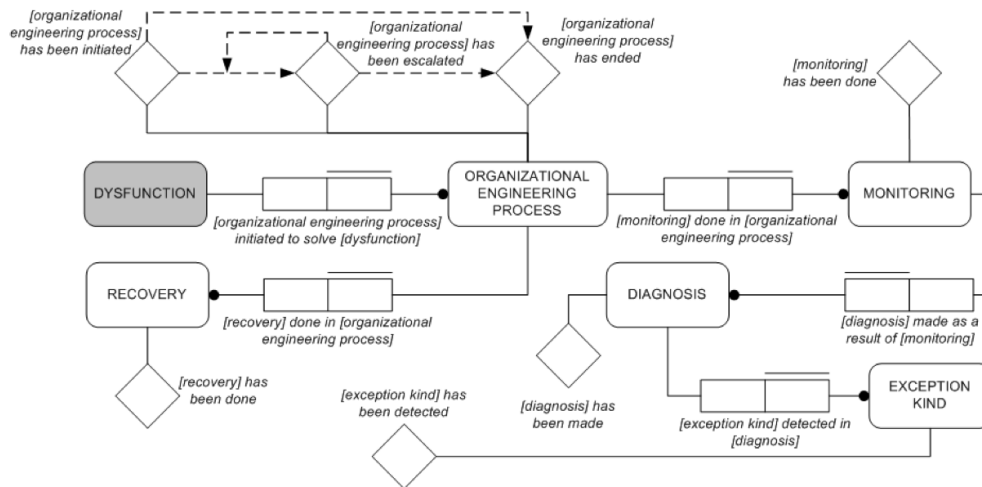 [organizational
engineering process]
has been initiated
[organizational
engineering process] has
been escalated
[organizational
engineering process]
has ended
[monitoring]
has been done
DYSFUNCTION
ORGANIZATIONAL
ENGINEERING
PROCESS
MONITORING
[organizational engineering process]
initiated to solve [dysfunction]
[monitoring] done in [organizational
engineering process]
RECOVERY
DIAGNOSIS
[recovery] done in [organizational
engineering process]
[diagnosis] made as a
result of [monitoring]
[recovery] has
been done
[exception kind] has
been detected
[diagnosis] has
been made
EXCEPTION
KIND
[exception kind] detected in
[diagnosis]